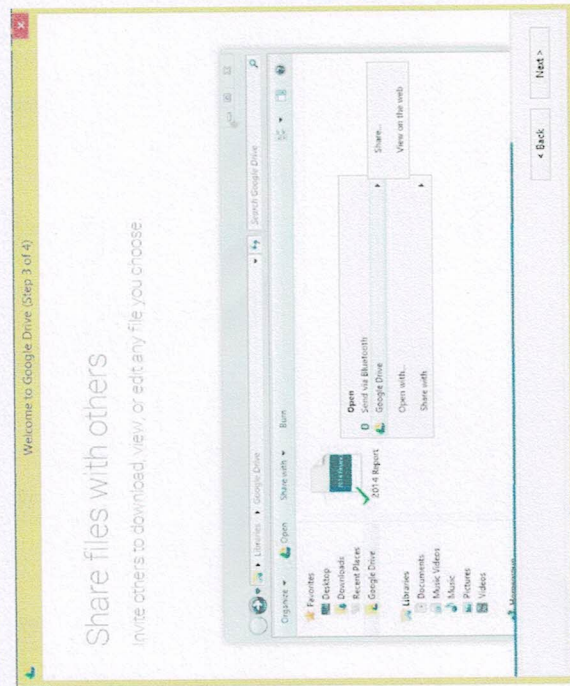 Welcome to Google Drive (Step 3 of 4)
Share files with others
Invite others to download, view, or edit any file you choose.
Libraries
Google Drive
Search Google Drive
Organize
Open
Share with
Burn
Favorites
Desktop
Downloads
Recent Places
Google Drive
Libraries
Documents
Music Videos
Music
Pictures
Videos
2014 Report
Open
Send via Bluetooth
Google Drive
Open with...
Share with
Share...
View on the web
< Back
Next >